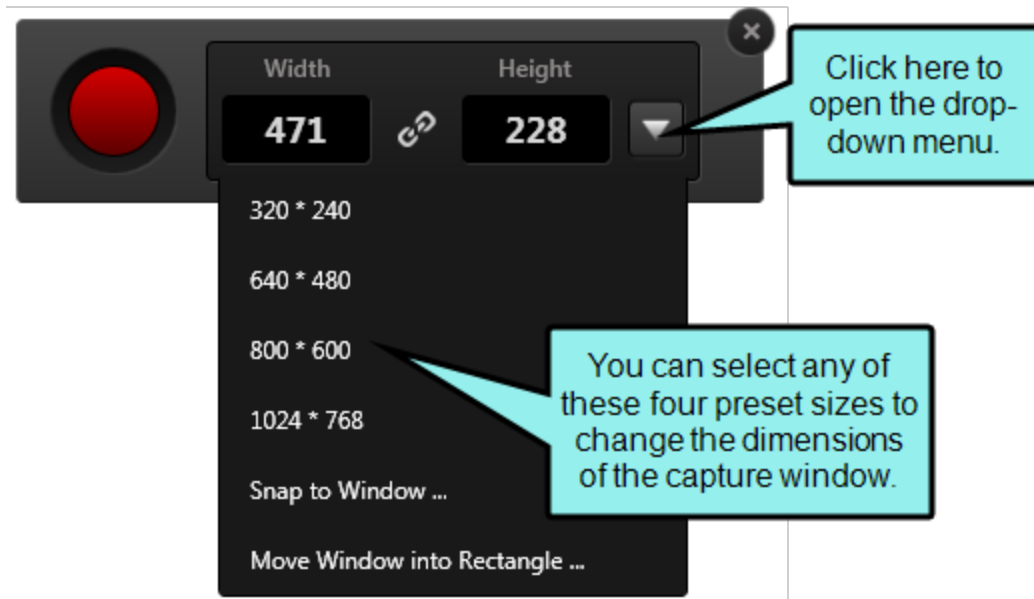 Width
Height
471
228
Click here to
open the drop-
down menu.
320 * 240
640 * 480
800 * 600
1024 * 768
Snap to Window ...
Move Window into Rectangle ...
You can select any of
these four preset sizes to
change the dimensions
of the capture window.